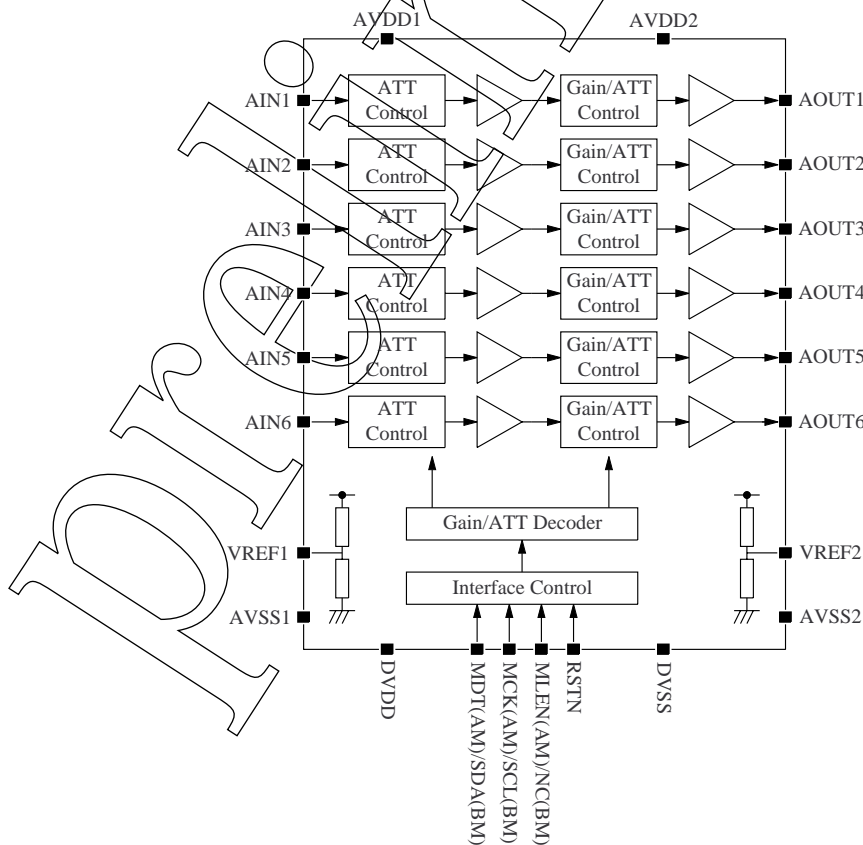 AVDD1
AVDD2
AIN1
ATT
Control
Gain/ATT
Control
AOUT1
AIN2
ATT
Control
Gain/ATT
Control
AOUT2
AIN3
ATT
Control
Gain/ATT
Control
AOUT3
AIN4
ATT
Control
Gain/ATT
Control
AOUT4
AIN5
ATT
Control
Gain/ATT
Control
AOUT5
AIN6
ATT
Control
Gain/ATT
Control
AOUT6
Gain/ATT Decoder
VREF1
VREF2
Interface Control
AVSS1
AVSS2
DVDD
MDT(AM)/SDA(BM)
MCK(AM)/SCL(BM)
MLEN(AM)/NC(BM)
RSTN
DVSS